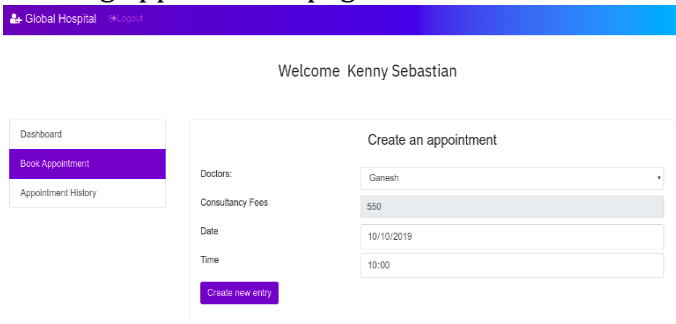 Global Hospital Logout
Welcome Kenny Sebastian
Dashboard
Book Appointment
Appointment History
Create an appointment
Doctors: Ganesh
Consultancy Fees 550
Date 10/10/2019
Time 10:00
Create new entry